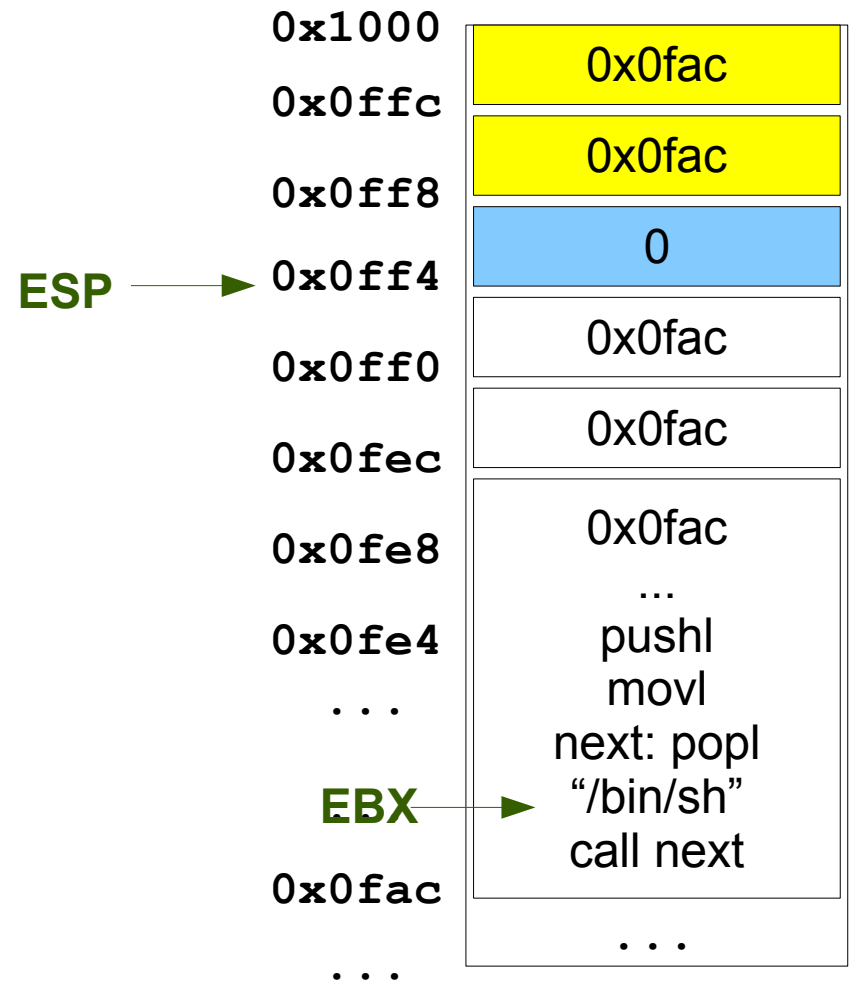 0x1000
0x0fac
0x0ffc
0x0fac
0x0ff8
0
ESP
0x0ff4
0x0fac
0x0ff0
0x0fac
0x0fec
0x0fac
0x0fe8
...
0x0fe4
pushl
movl
...
next: popl
“/bin/sh”
EBX
call next
0x0fac
...
...